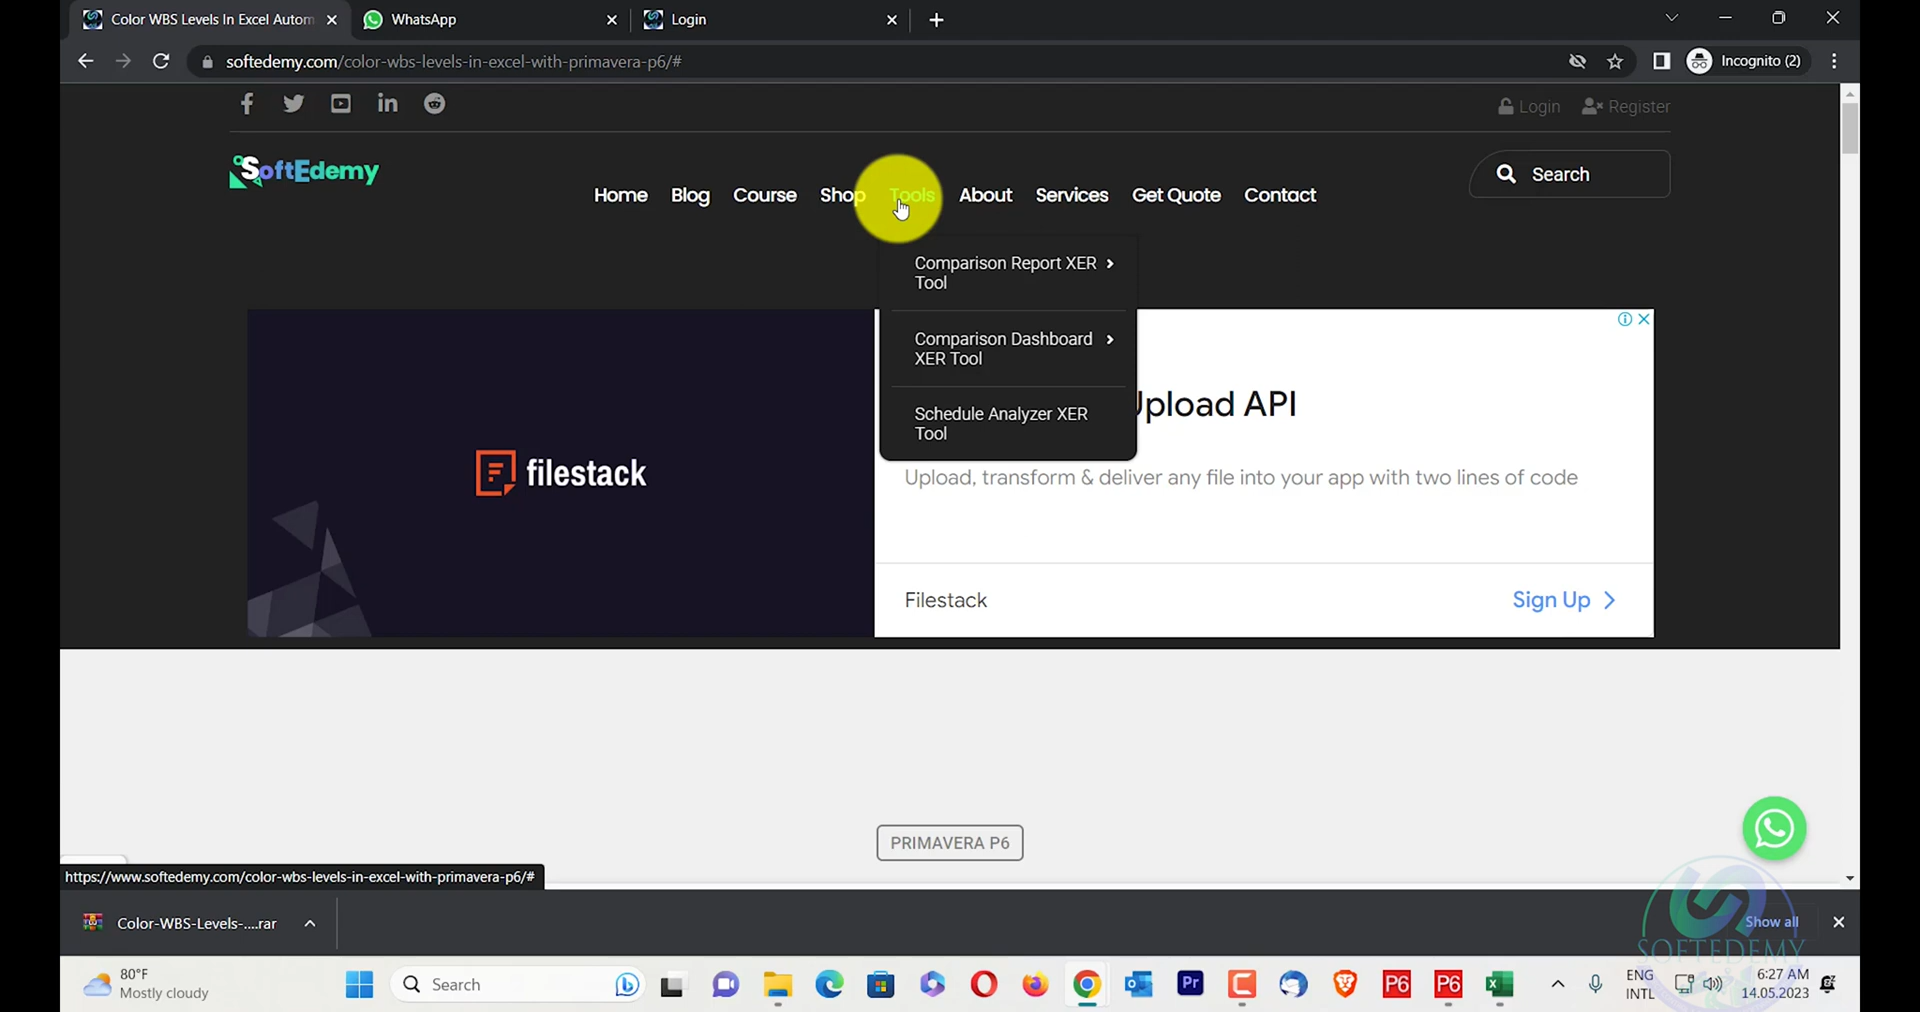 Color WBS Levels In Excel Autom
WhatsApp
Login
softedemy.com/color-wbs-levels-in-excel-with-primavera-p6/#
Incognito (2)
Login
Register
SoftEdemy
Home
Blog
Course
Shop
Tools
About
Services
Get Quote
Contact
Search
Comparison Report XER
Tool
Comparison Dashboard
XER Tool
Schedule Analyzer XER
Tool
filestack
Upload API
Upload, transform & deliver any file into your app with two lines of code
Filestack
Sign Up
PRIMAVERA P6
https://www.softedemy.com/color-wbs-levels-in-excel-with-primavera-p6/#
Color-WBS-Levels-....rar
Show all
SOFTEDEMY
80°F
Mostly cloudy
Search
Pr
P6
P6
ENG
INTL
6:27 AM
14.05.2023